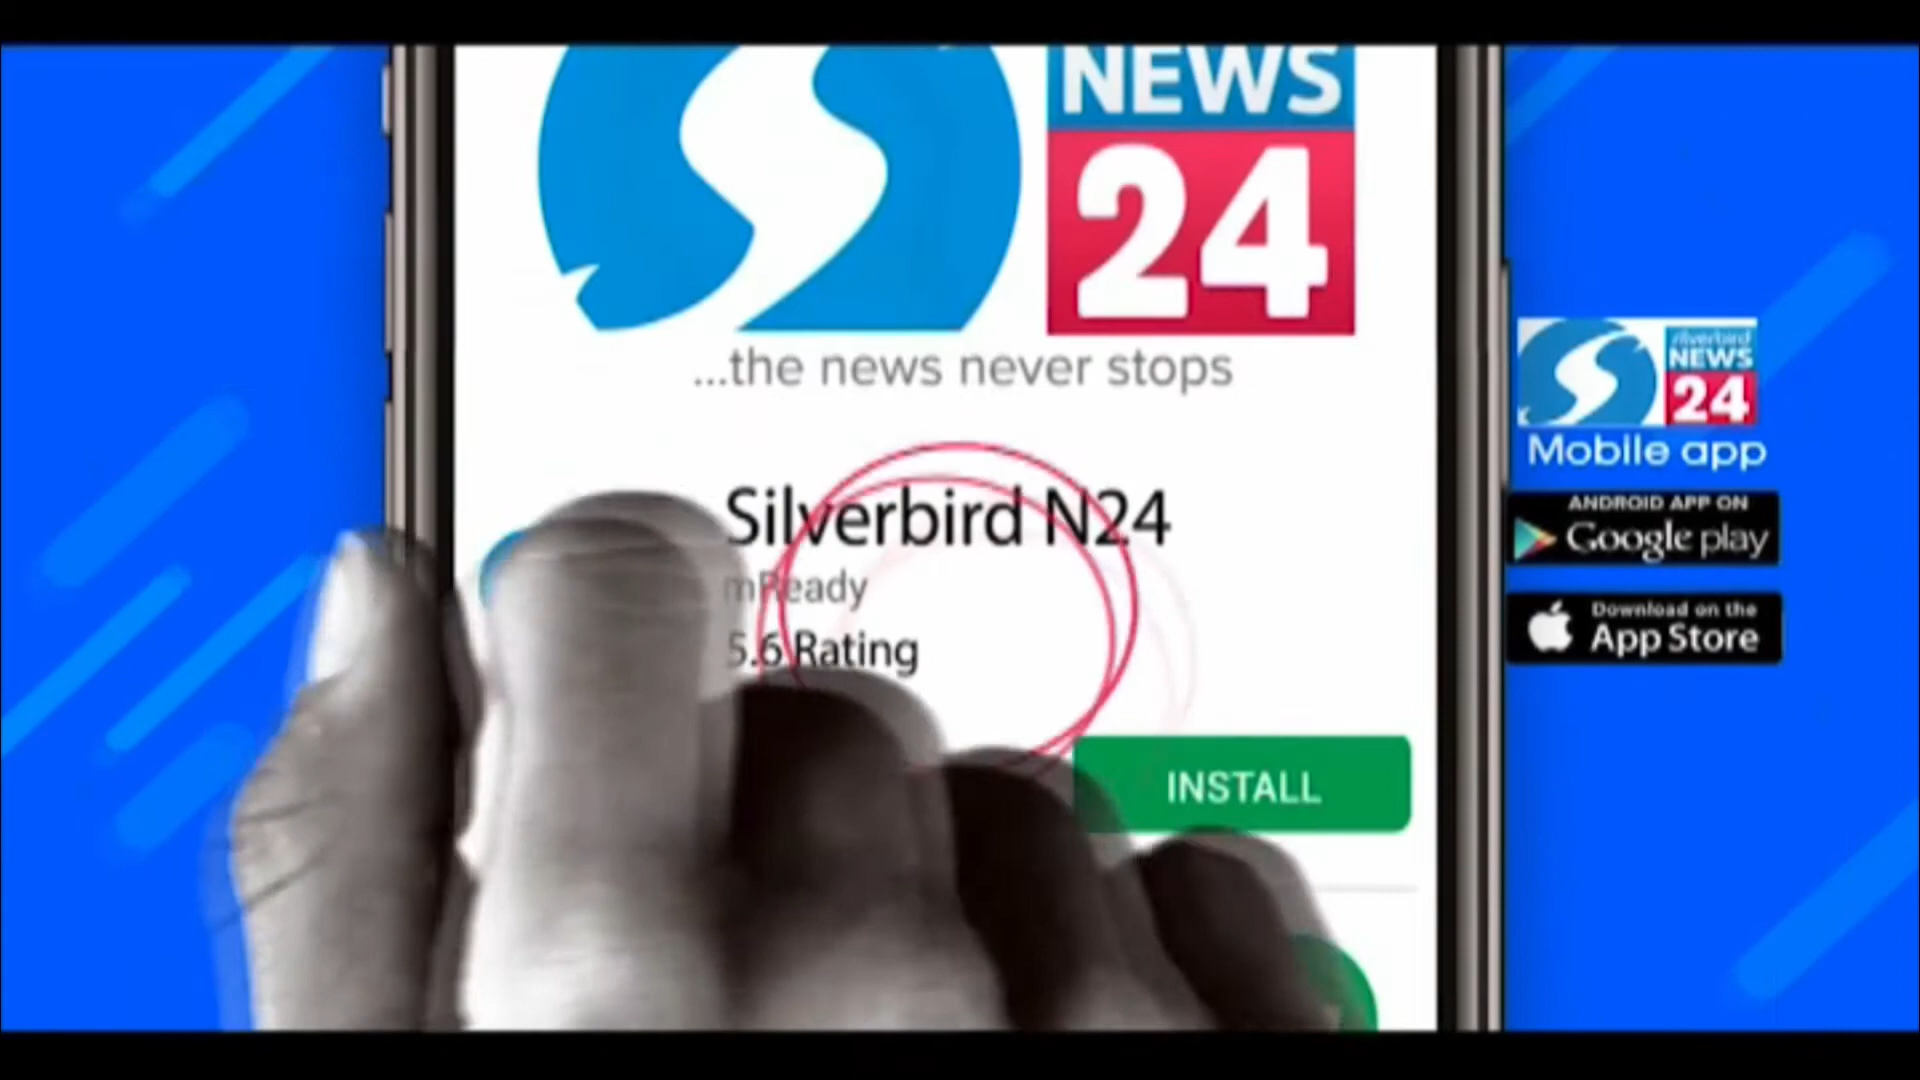 NEWS
24
...the news never stops
Silverbird N24
mReady
5.6 Rating
INSTALL
silverbird
NEWS
24
Mobile app
ANDROID APP ON
Google play
Download on the
App Store